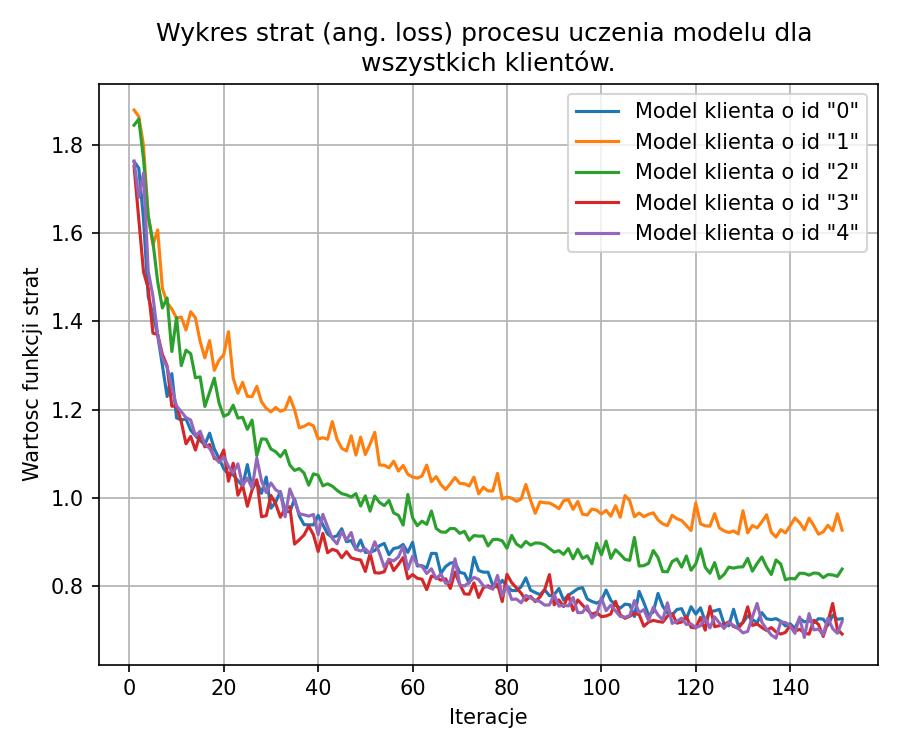 Wykres strat (ang. loss) procesu uczenia modelu dla
wszystkich klientów.
Model klienta o id "0"
Model klienta o id "1"
Model klienta o id "2"
Model klienta o id "3"
Model klienta o id "4"
Wartosc funkcji strat
1.8
1.6
1.4
1.2
1.0
0.8
0 20 40 60 80 100 120 140
Iteracje